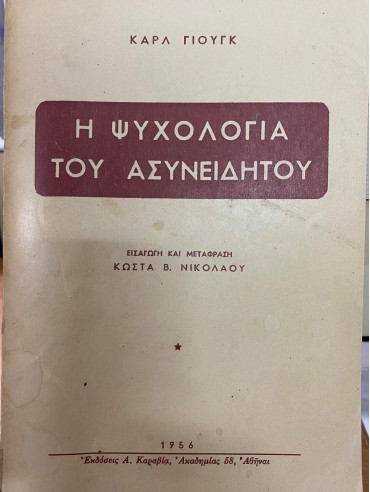 ΚΑΡΛ ΓΙΟΥΓΚ
Η ΨΥΧΟΛΟΓΙΑ
ΤΟΥ ΑΣΥΝΕΙΔΗΤΟΥ
ΕΙΣΑΓΩΓΗ ΚΑΙ ΜΕΤΑΦΡΑΣΗ
ΚΩΣΤΑ Β. ΝΙΚΟΛΑΟΥ
1956
Ἐκδόσεις Α. Καραβία, Ἀκαδημίας 58, Ἀθῆναι